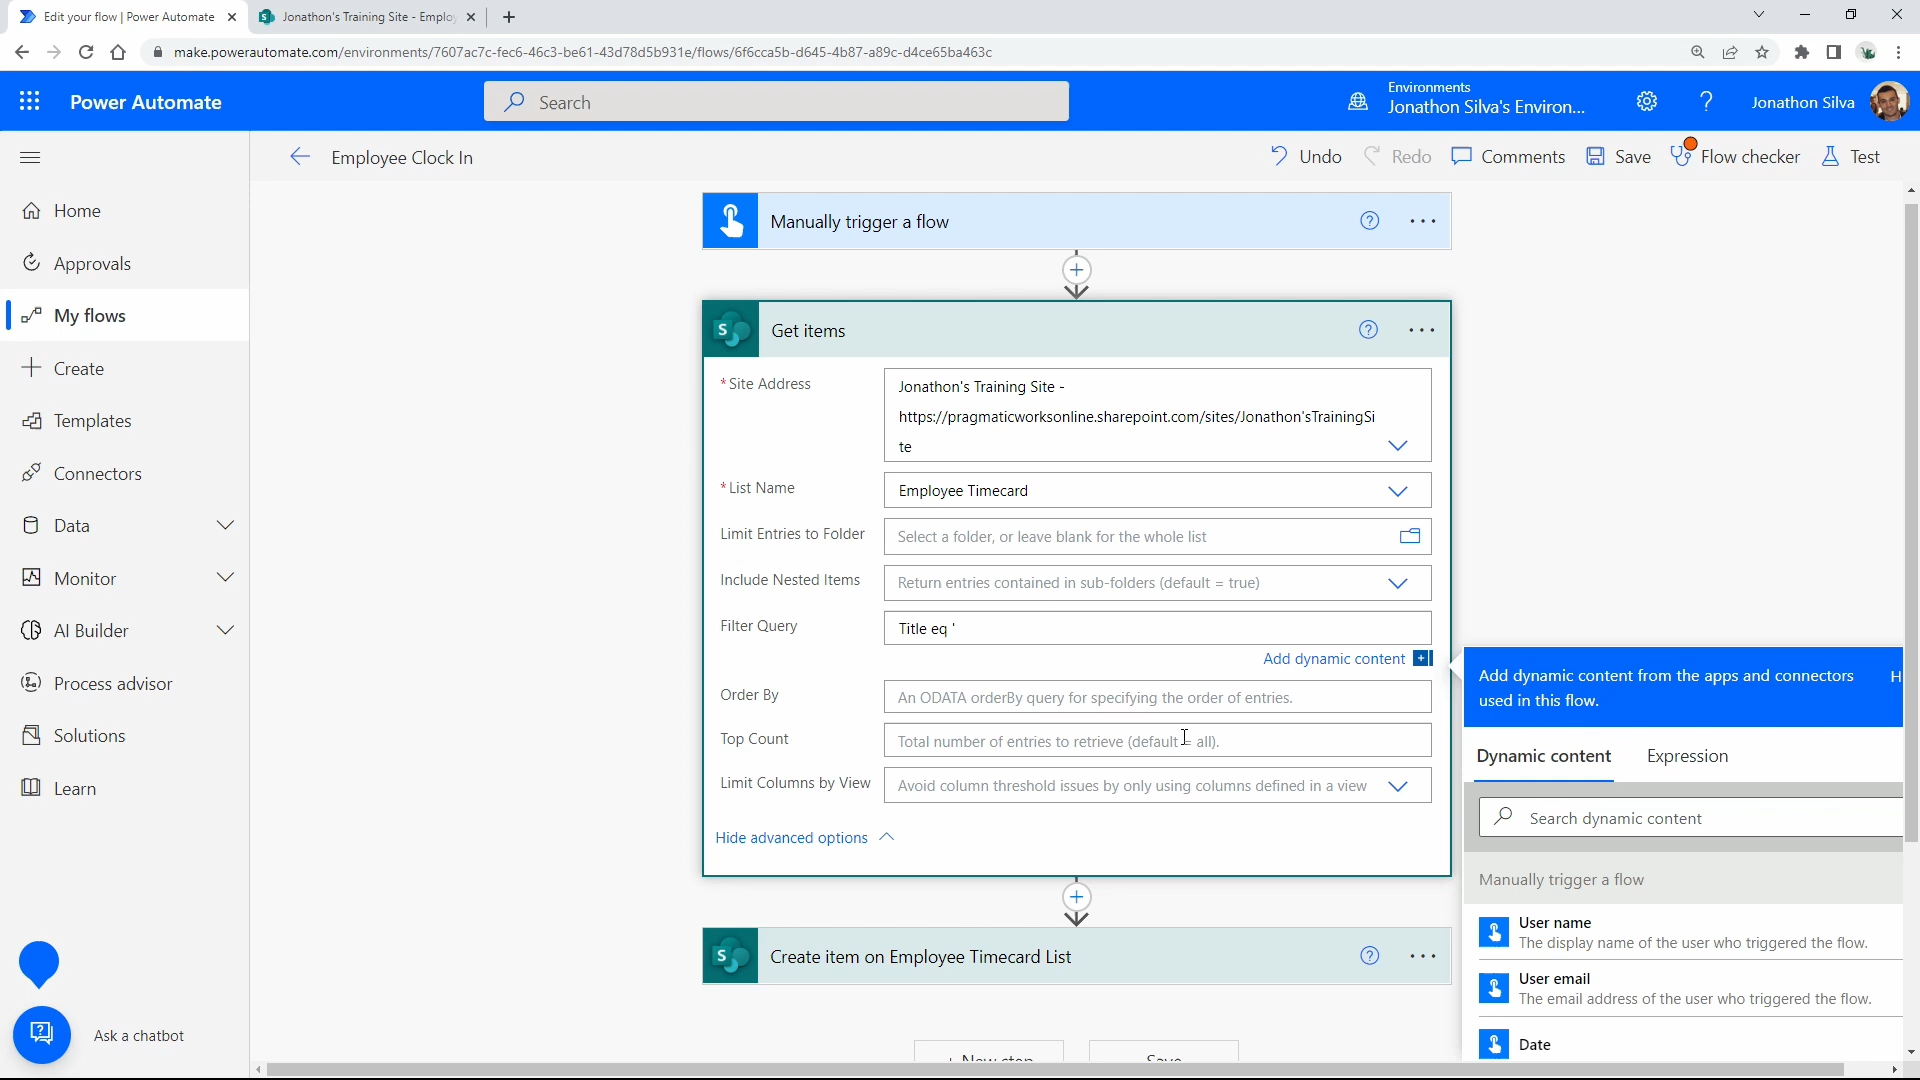 Edit your flow | Power Automate
Jonathon's Training Site - Emplo
make.powerautomate.com/environments/7607ac7c-fec6-46c3-be61-43d78d5b931e/flows/6f6cca5b-d645-4b87-a89c-d4ce65ba463c
Power Automate
Search
Environments
Jonathon Silva's Environ...
Jonathon Silva
Employee Clock In
Undo
Redo
Comments
Save
Flow checker
Test
Home
Approvals
My flows
Create
Templates
Connectors
Data
Monitor
AI Builder
Process advisor
Solutions
Learn
Ask a chatbot
Manually trigger a flow
Get items
* Site Address
Jonathon's Training Site -
https://pragmaticworksonline.sharepoint.com/sites/Jonathon'sTrainingSi
te
* List Name
Employee Timecard
Limit Entries to Folder
Select a folder, or leave blank for the whole list
Include Nested Items
Return entries contained in sub-folders (default = true)
Filter Query
Title eq '
Add dynamic content
Order By
An ODATA orderBy query for specifying the order of entries.
Top Count
Total number of entries to retrieve (default = all).
Limit Columns by View
Avoid column threshold issues by only using columns defined in a view
Hide advanced options
Create item on Employee Timecard List
+ New step
Save
Add dynamic content from the apps and connectors
used in this flow.
H
Dynamic content
Expression
Search dynamic content
Manually trigger a flow
User name
The display name of the user who triggered the flow.
User email
The email address of the user who triggered the flow.
Date